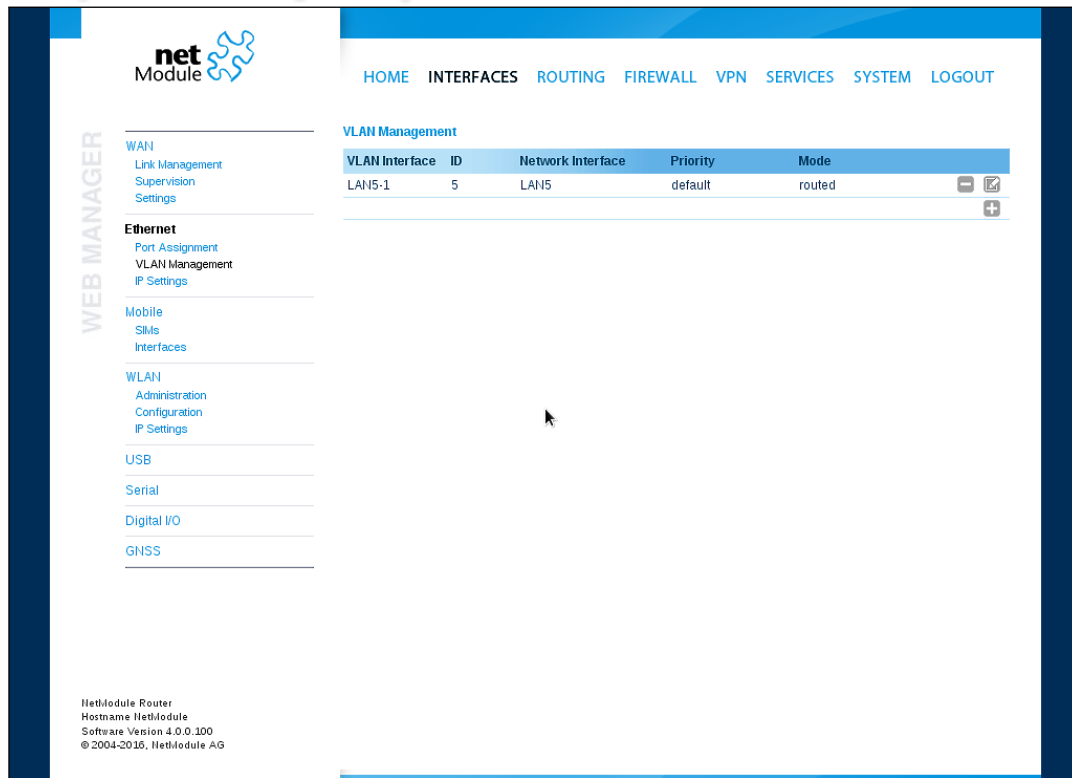 net
Module
HOME INTERFACES ROUTING FIREWALL VPN SERVICES SYSTEM LOGOUT
WEB MANAGER
WAN
Link Management
Supervision
Settings
Ethernet
Port Assignment
VLAN Management
IP Settings
Mobile
SIMs
Interfaces
WLAN
Administration
Configuration
IP Settings
USB
Serial
Digital I/O
GNSS
VLAN Management
VLAN Interface ID Network Interface Priority Mode
LAN5-1 5 LAN5 default routed
NetModule Router
Hostname NetModule
Software Version 4.0.0.100
© 2004-2016, NetModule AG